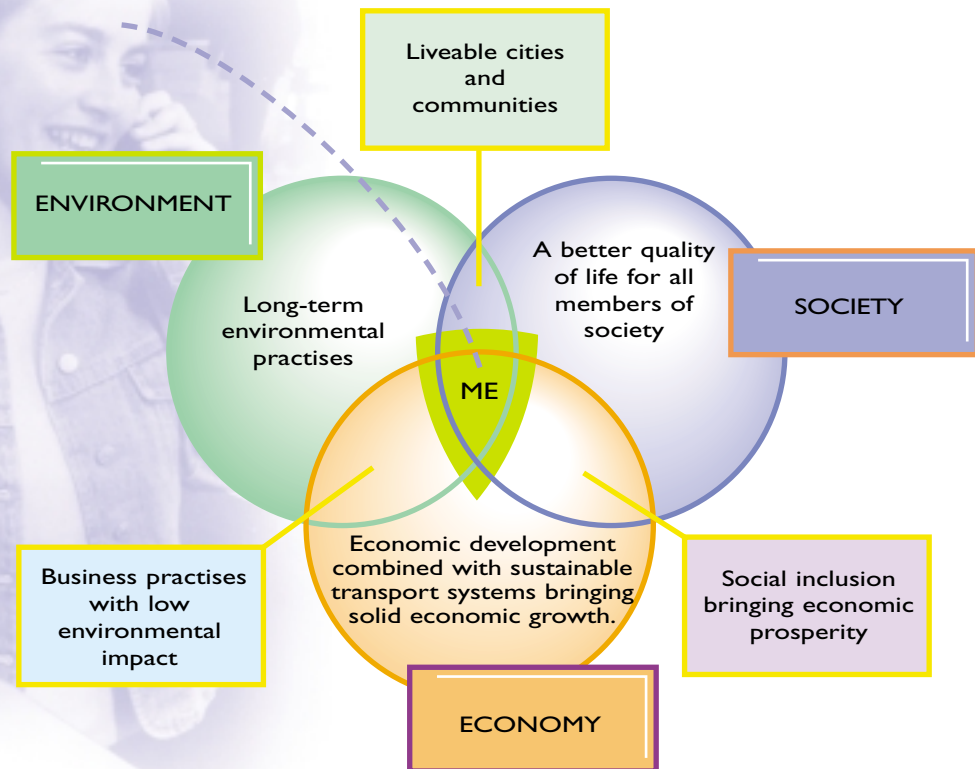 Liveable cities
and
communities
ENVIRONMENT
A better quality
of life for all
members of
society
SOCIETY
Long-term
environmental
practises
ME
Business practises
with low
environmental
impact
Economic development
combined with sustainable
transport systems bringing
solid economic growth.
Social inclusion
bringing economic
prosperity
ECONOMY